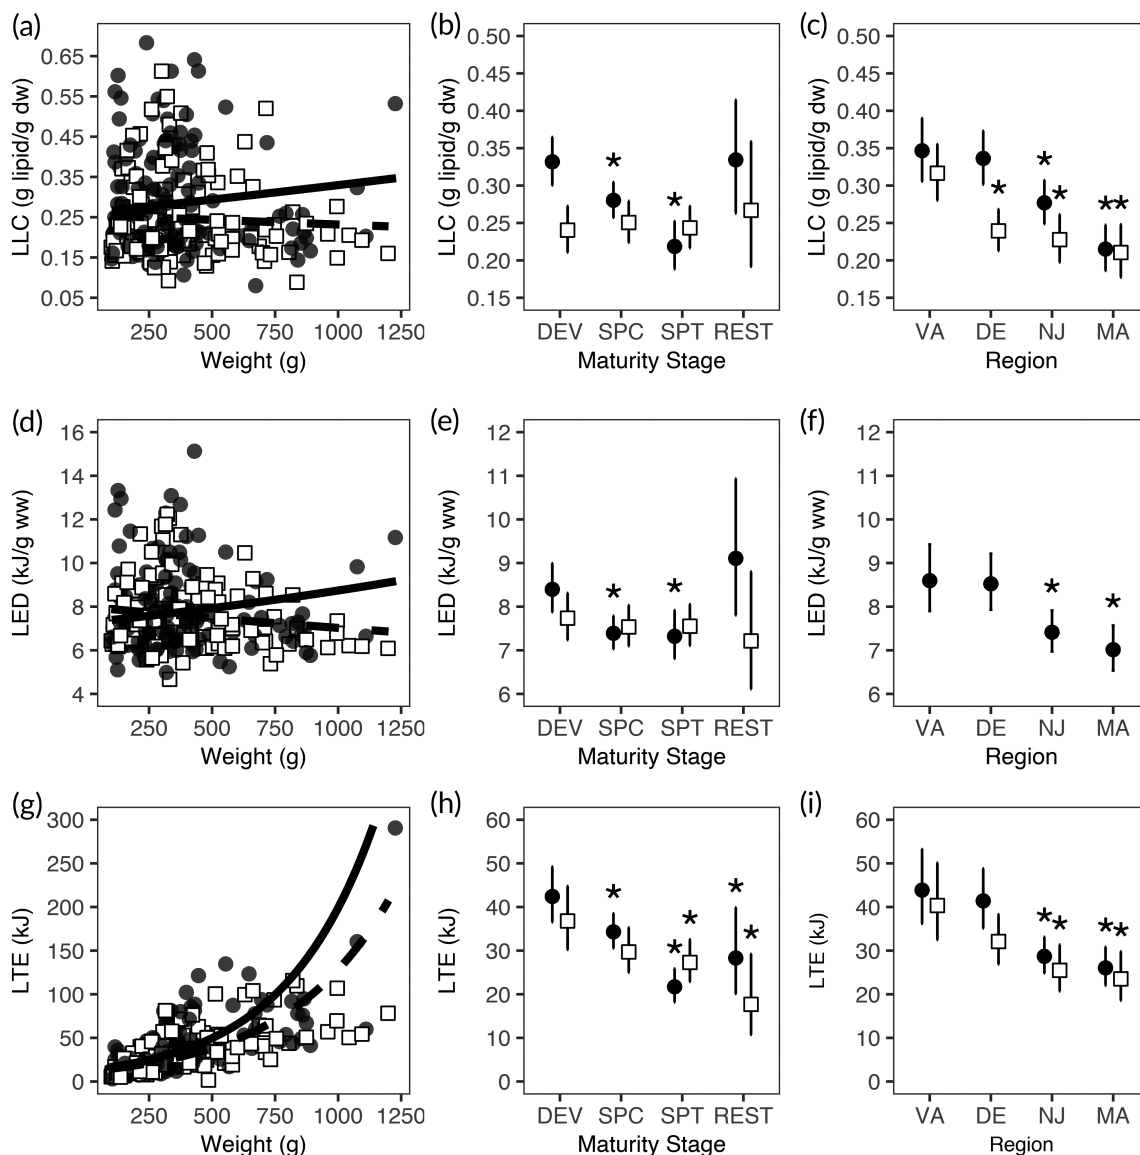 (a)
LLC (g lipid/g dw)
0.65
0.55
0.45
0.35
0.25
0.15
0.05
250 500 750 1000 1250
Weight (g)
(b)
LLC (g lipid/g dw)
0.50
0.45
0.40
0.35
0.30
0.25
0.20
0.15
*
*
DEV SPC SPT REST
Maturity Stage
(c)
LLC (g lipid/g dw)
0.50
0.45
0.40
0.35
0.30
0.25
0.20
0.15
* * * * *
VA DE NJ MA
Region
(d)
LED (kJ/g ww)
16
14
12
10
8
6
4
250 500 750 1000 1250
Weight (g)
(e)
LED (kJ/g ww)
12
11
10
9
8
7
6
* *
DEV SPC SPT REST
Maturity Stage
(f)
LED (kJ/g ww)
12
11
10
9
8
7
6
* *
VA DE NJ MA
Region
(g)
LTE (kJ)
300
250
200
150
100
50
0
250 500 750 1000 1250
Weight (g)
(h)
LTE (kJ)
60
50
40
30
20
10
0
* * * * *
DEV SPC SPT REST
Maturity Stage
(i)
LTE (kJ)
60
50
40
30
20
10
0
* * * *
VA DE NJ MA
Region